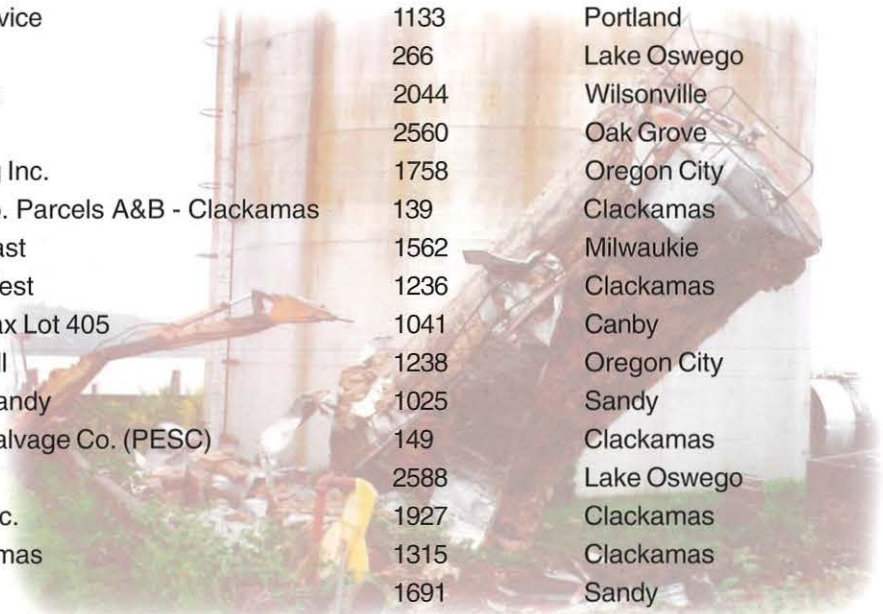 vice 1133 Portland
266 Lake Oswego
2044 Wilsonville
2560 Oak Grove
Inc. 1758 Oregon City
. Parcels A&B - Clackamas 139 Clackamas
ast 1562 Milwaukie
est 1236 Clackamas
ax Lot 405 1041 Canby
ll 1238 Oregon City
andy 1025 Sandy
alvage Co. (PESC) 149 Clackamas
2588 Lake Oswego
c. 1927 Clackamas
mas 1315 Clackamas
1691 Sandy